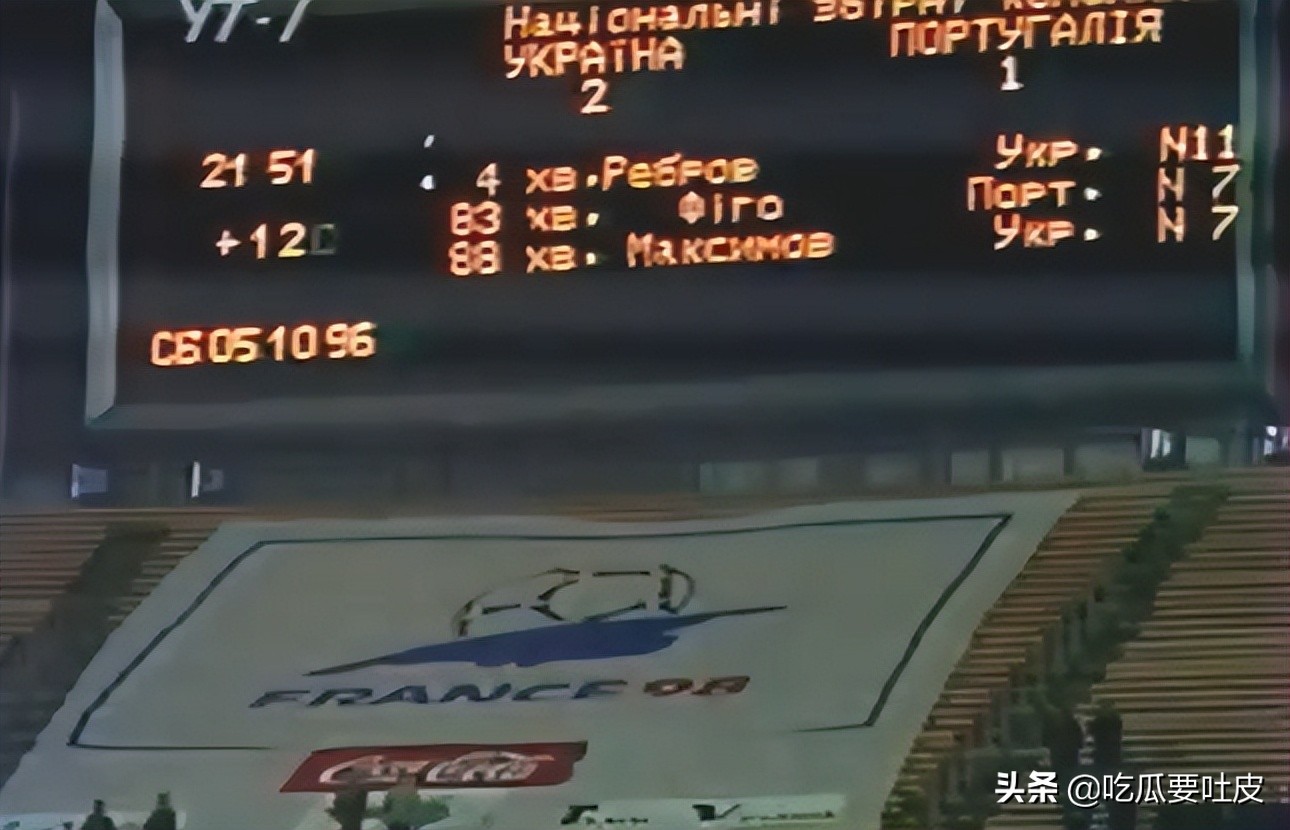 УТ-7
Національні збірні
УКРАЇНА ПОРТУГАЛІЯ
2 1
21 51
4 хв. Ребров Укр. N11
83 хв. Фіго Порт. N 7
+12
88 хв. Максимов Укр. N 7
СБ 05 10 96
FRANCE 98
Coca-Cola
头条 @吃瓜要吐皮